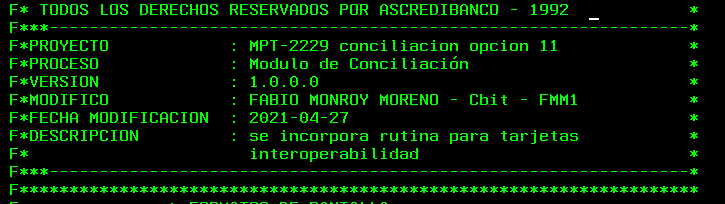 F* TODOS LOS DERECHOS RESERVADOS POR ASCREDIBANCO - 1992 _ *
F***----------------------------------------------------------------------*
F*PROYECTO : MPT-2229 conciliacion opcion 11 *
F*PROCESO : Modulo de Conciliación *
F*VERSION : 1.0.0.0 *
F*MODIFICO : FABIO MONROY MORENO - Cbit - FMM1 *
F*FECHA MODIFICACION : 2021-04-27 *
F*DESCRIPCION : se incorpora rutina para tarjetas *
F* interoperabilidad *
F***----------------------------------------------------------------------*
F**************************************************************************